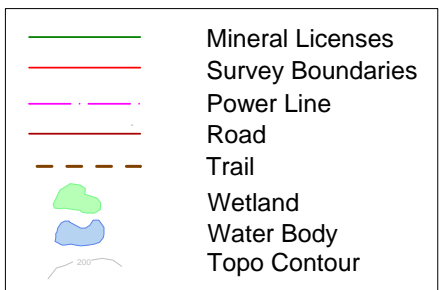 Mineral Licenses
Survey Boundaries
Power Line
Road
Trail
Wetland
Water Body
200
Topo Contour